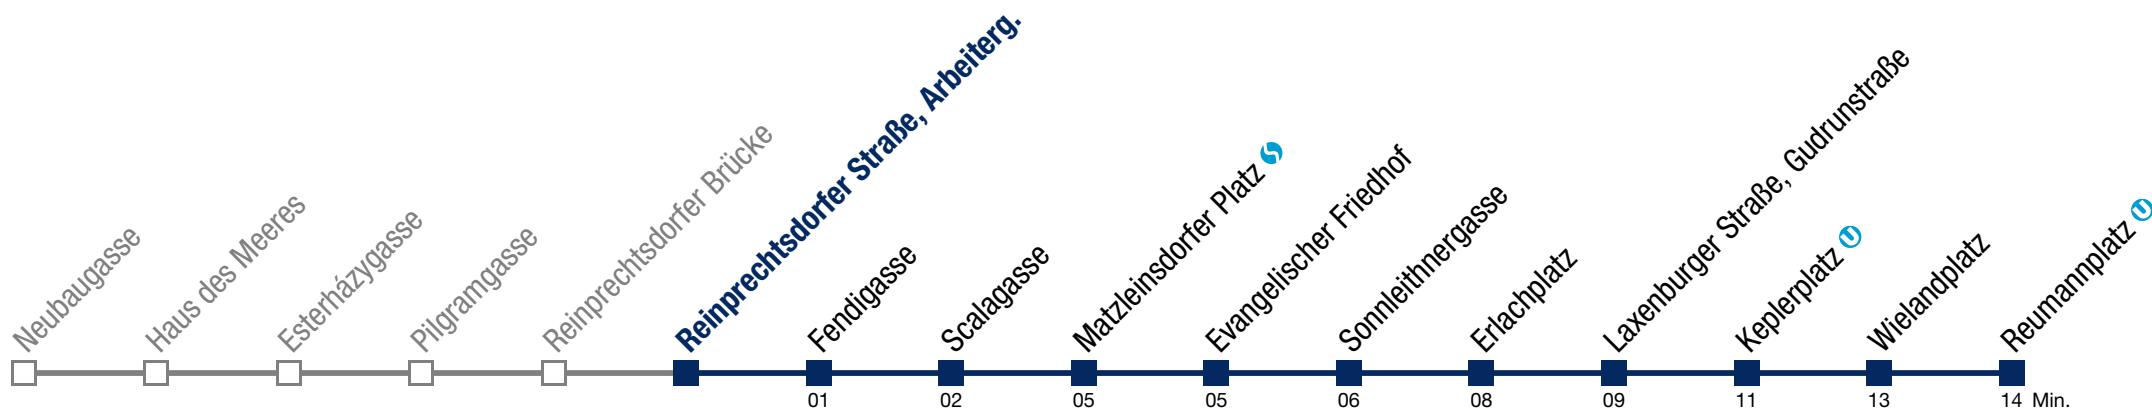 Neubaugasse
Haus des Meeres
Esterházygasse
Pilgramgasse
Reinprechtsdorfer Brücke
Reinprechtsdorfer Straße, Arbeiterg.
Fendigasse
Scalagasse
Matzleinsdorfer Platz S
Evangelischer Friedhof
Sonnleithnergasse
Erlachplatz
Laxenburger Straße, Gudrunstraße
Keplerplatz U
Wielandplatz
Reumannplatz U
01 02 05 05 06 08 09 11 13 14 Min.